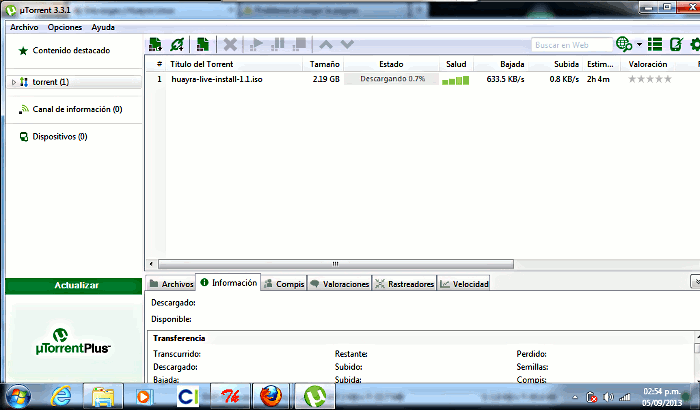 µTorrent 3.3.1
Archivo Opciones Ayuda
Contenido destacado
Buscar en Web
# Título del Torrent Tamaño Estado Salud Bajada Subida Estim... Valoración
torrent (1)
1 huayra-live-install-1.1.iso 2.19 GB Descargando 0.7% 633.5 KB/s 0.8 KB/s 2h 4m
Canal de información (0)
Dispositivos (0)
Actualizar
Archivos Información Compis Valoraciones Rastreadores Velocidad
Descargado:
Disponible:
µTorrentPlus
Transferencia
Transcurrido: Restante: Perdido:
Descargado: Subido: Semillas:
Bajada: Subida: Compis:
02:54 p.m.
05/09/2013